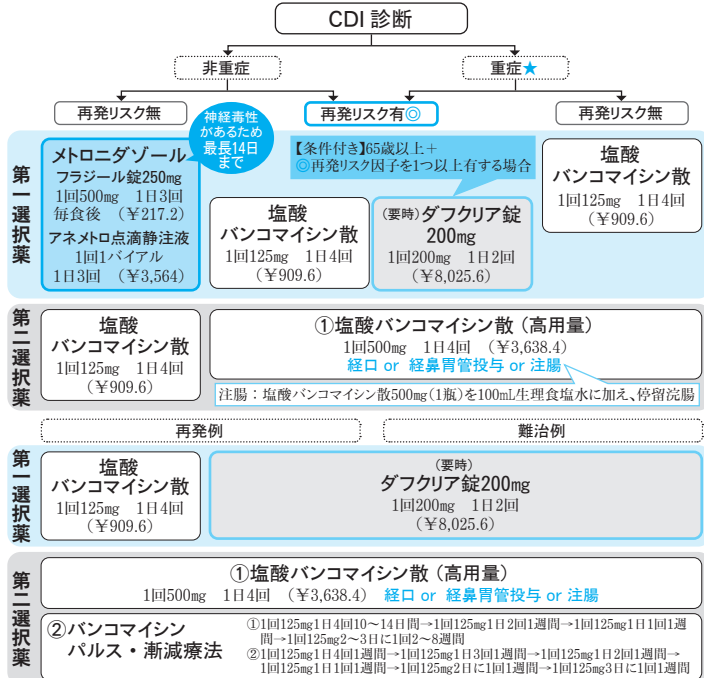 CDI 診断
非重症
重症★
再発リスク無
再発リスク有◎
再発リスク無
神経毒性
があるため
最長14日
まで
【条件付き】65歳以上＋
◎再発リスク因子を1つ以上有する場合
第一選択薬
メトロニダゾール
フラジール錠250mg
1回500mg 1日3回
毎食後 （￥217.2）
アネメトロ点滴静注液
1回1バイアル
1日3回 （￥3,564）
塩酸
バンコマイシン散
1回125mg 1日4回
（￥909.6）
（要時）ダフクリア錠
200mg
1回200mg 1日2回
（￥8,025.6）
塩酸
バンコマイシン散
1回125mg 1日4回
（￥909.6）
第二選択薬
塩酸
バンコマイシン散
1回125mg 1日4回
（￥909.6）
①塩酸バンコマイシン散（高用量）
1回500mg 1日4回 （￥3,638.4）
経口 or 経鼻胃管投与 or 注腸
注腸：塩酸バンコマイシン散500mg（1瓶）を100mL生理食塩水に加え、停留浣腸
再発例
難治例
第一選択薬
塩酸
バンコマイシン散
1回125mg 1日4回
（￥909.6）
（要時）
ダフクリア錠200mg
1回200mg 1日2回
（￥8,025.6）
第二選択薬
①塩酸バンコマイシン散（高用量）
1回500mg 1日4回 （￥3,638.4） 経口 or 経鼻胃管投与 or 注腸
②バンコマイシン
パルス・漸減療法
①1回125mg1日4回10～14日間→1回125mg1日2回1週間→1回125mg1日1回1週
間→1回125mg2～3日に1回2～8週間
②1回125mg1日4回1週間→1回125mg1日3回1週間→1回125mg1日2回1週間→
1回125mg1日1回1週間→1回125mg2日に1回1週間→1回125mg3日に1回1週間